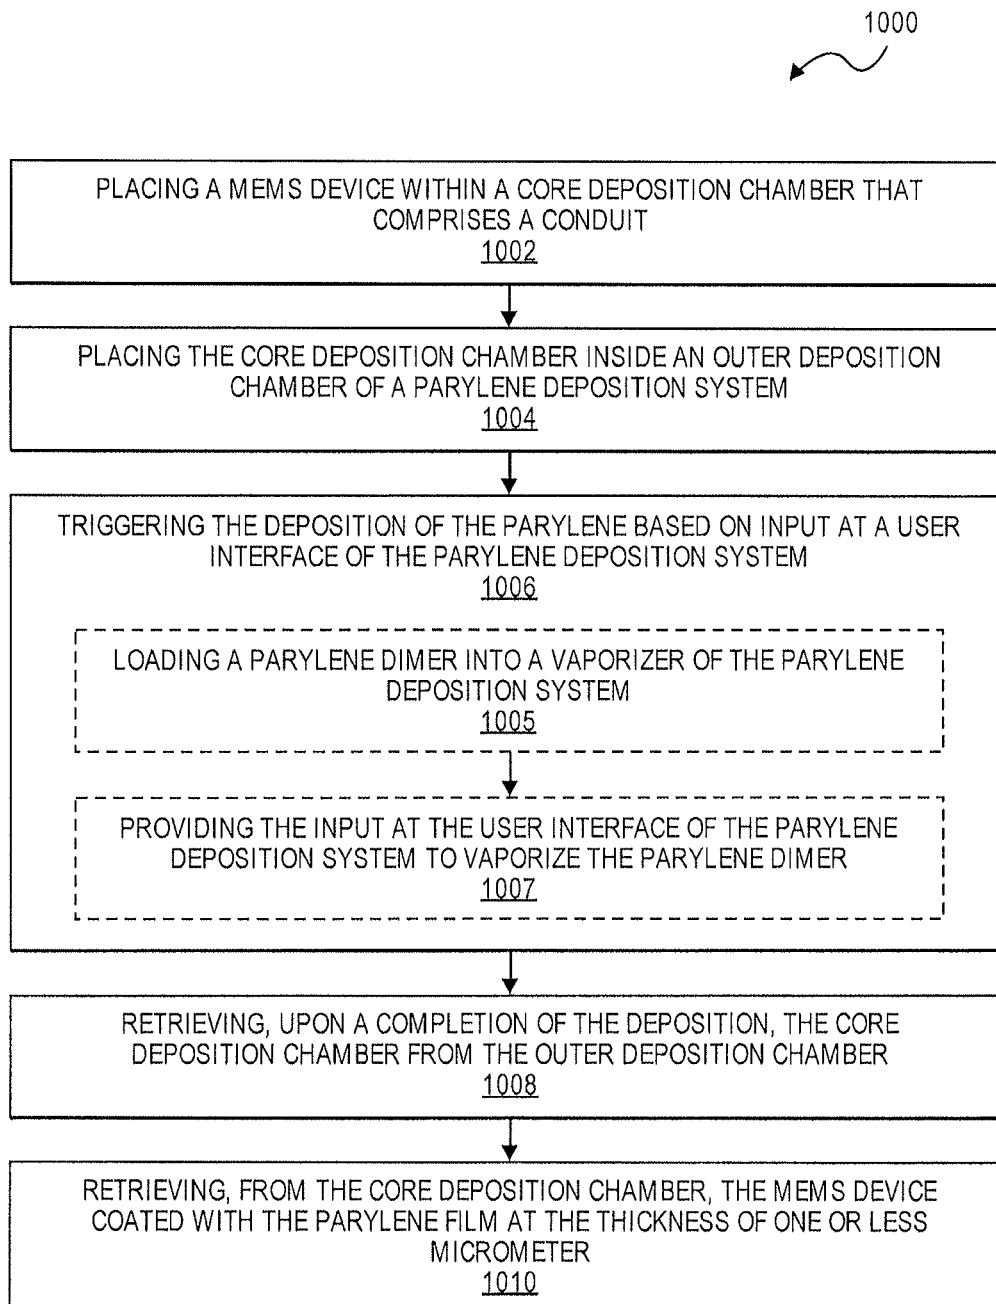 1000
PLACING A MEMS DEVICE WITHIN A CORE DEPOSITION CHAMBER THAT
COMPRISES A CONDUIT
1002
PLACING THE CORE DEPOSITION CHAMBER INSIDE AN OUTER DEPOSITION
CHAMBER OF A PARYLENE DEPOSITION SYSTEM
1004
TRIGGERING THE DEPOSITION OF THE PARYLENE BASED ON INPUT AT A USER
INTERFACE OF THE PARYLENE DEPOSITION SYSTEM
1006
LOADING A PARYLENE DIMER INTO A VAPORIZER OF THE PARYLENE
DEPOSITION SYSTEM
1005
PROVIDING THE INPUT AT THE USER INTERFACE OF THE PARYLENE
DEPOSITION SYSTEM TO VAPORIZE THE PARYLENE DIMER
1007
RETRIEVING, UPON A COMPLETION OF THE DEPOSITION, THE CORE
DEPOSITION CHAMBER FROM THE OUTER DEPOSITION CHAMBER
1008
RETRIEVING, FROM THE CORE DEPOSITION CHAMBER, THE MEMS DEVICE
COATED WITH THE PARYLENE FILM AT THE THICKNESS OF ONE OR LESS
MICROMETER
1010